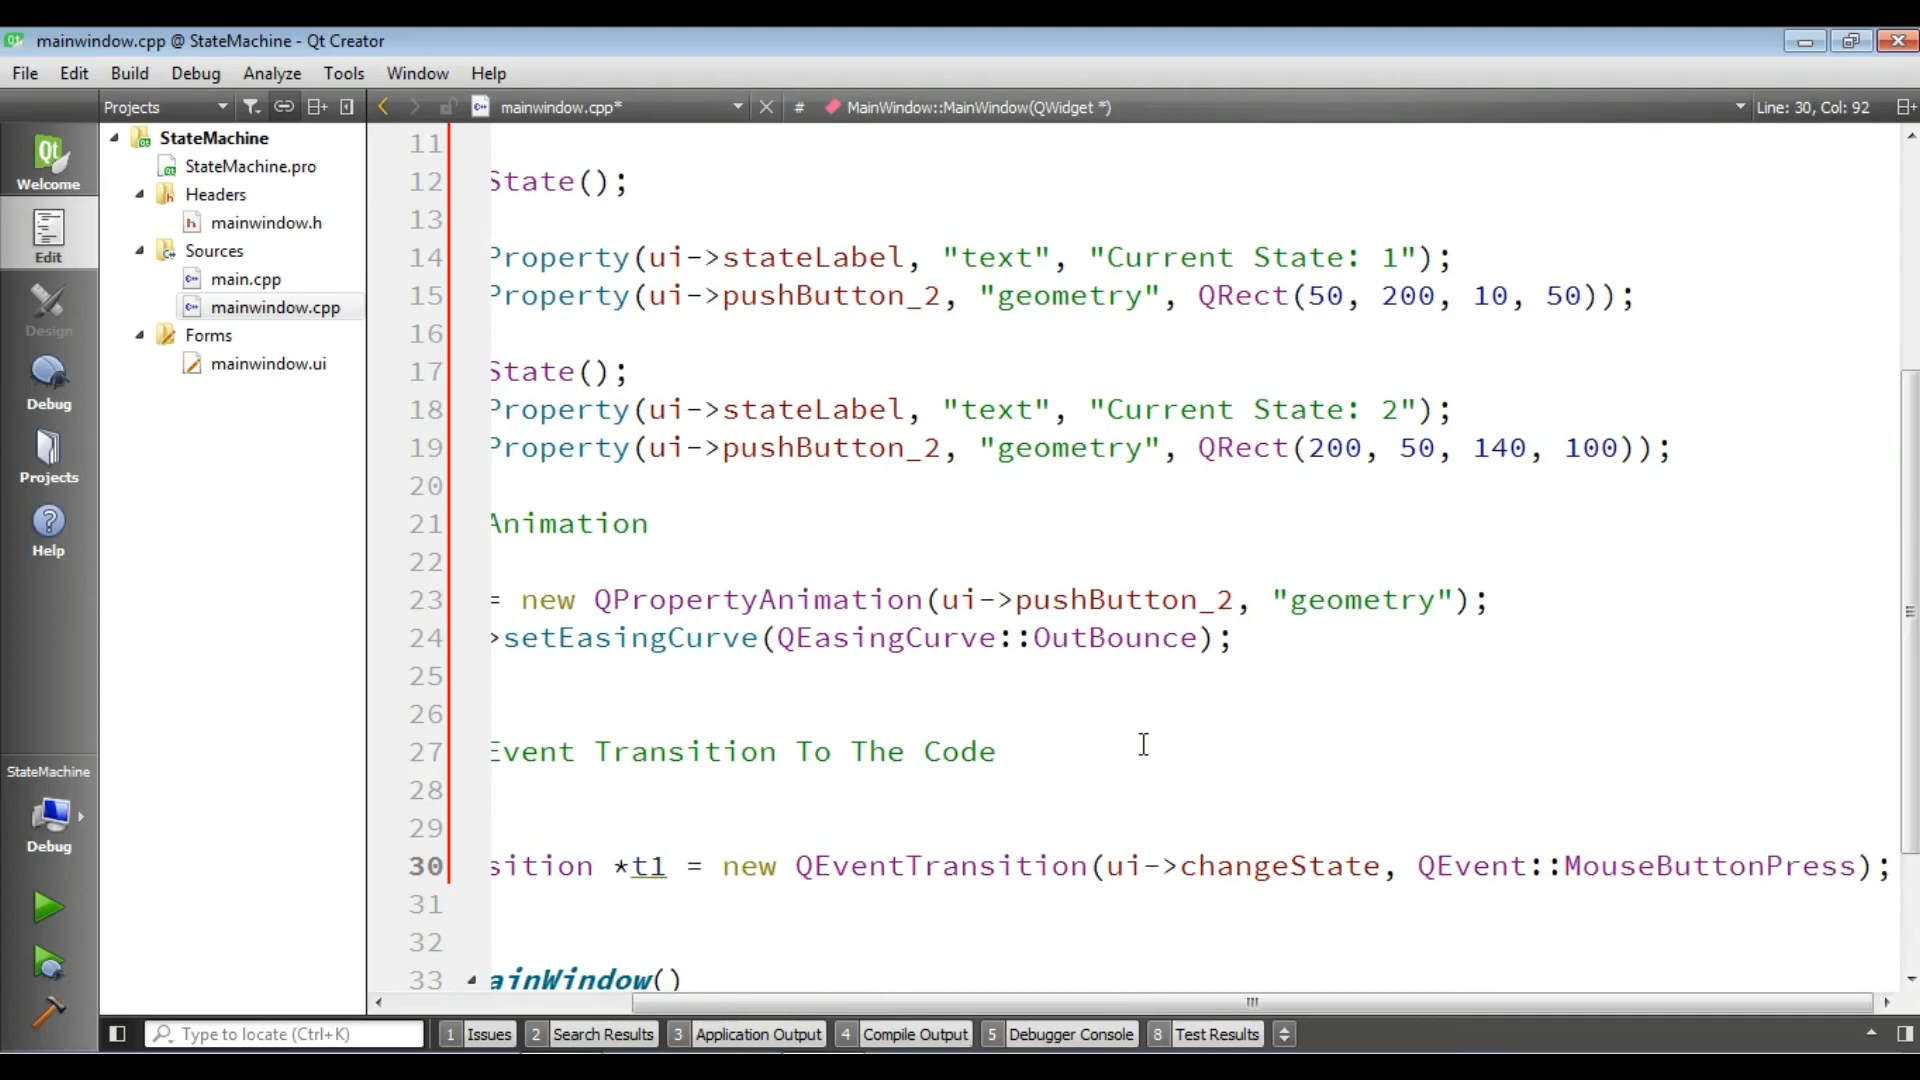 mainwindow.cpp @ StateMachine - Qt Creator
File Edit Build Debug Analyze Tools Window Help
Projects
mainwindow.cpp*
# MainWindow::MainWindow(QWidget *)
Line: 30, Col: 92
Welcome
Edit
Design
Debug
Projects
Help
StateMachine
Debug
StateMachine
StateMachine.pro
Headers
mainwindow.h
Sources
main.cpp
mainwindow.cpp
Forms
mainwindow.ui
11
12 State();
13
14 Property(ui->stateLabel, "text", "Current State: 1");
15 Property(ui->pushButton_2, "geometry", QRect(50, 200, 10, 50));
16
17 State();
18 Property(ui->stateLabel, "text", "Current State: 2");
19 Property(ui->pushButton_2, "geometry", QRect(200, 50, 140, 100));
20
21 Animation
22
23 = new QPropertyAnimation(ui->pushButton_2, "geometry");
24 >setEasingCurve(QEasingCurve::OutBounce);
25
26
27 Event Transition To The Code
28
29
30 sition *t1 = new QEventTransition(ui->changeState, QEvent::MouseButtonPress);
31
32
33 ainWindow()
Type to locate (Ctrl+K)
1 Issues 2 Search Results 3 Application Output 4 Compile Output 5 Debugger Console 8 Test Results